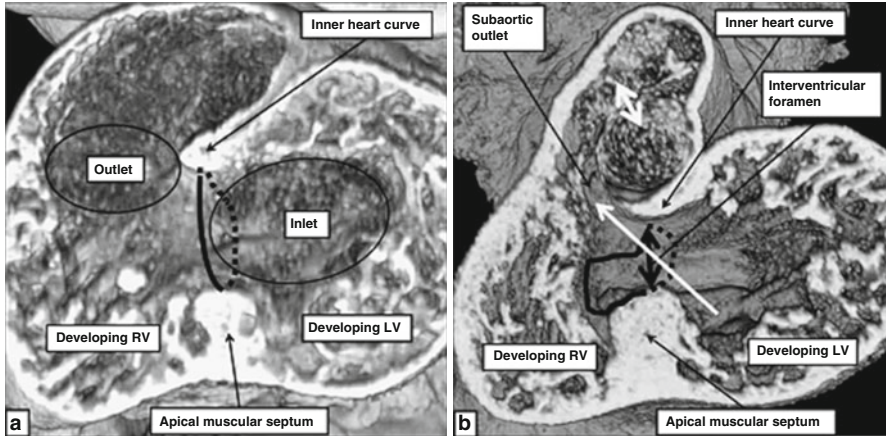 Inner heart curve
Outlet
Inlet
Developing RV
Developing LV
Apical muscular septum
a
Subaortic
outlet
Inner heart curve
Interventricular
foramen
Developing RV
Developing LV
Apical muscular septum
b